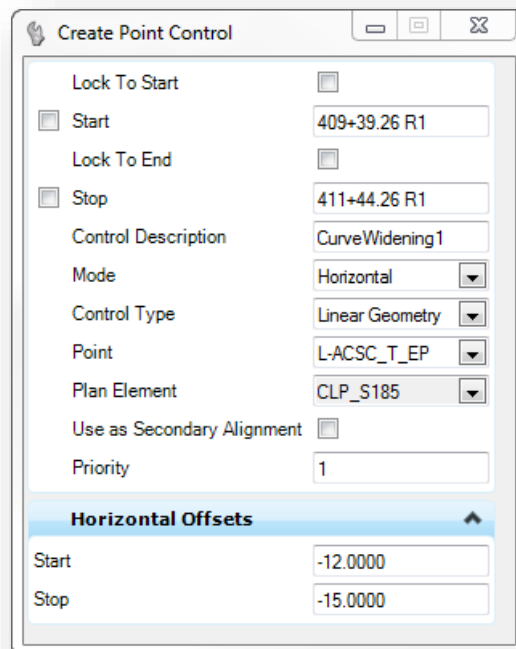 Create Point Control
Lock To Start
Start 409+39.26 R1
Lock To End
Stop 411+44.26 R1
Control Description CurveWidening1
Mode Horizontal
Control Type Linear Geometry
Point L-ACSC_T_EP
Plan Element CLP_S185
Use as Secondary Alignment
Priority 1
Horizontal Offsets
Start -12.0000
Stop -15.0000